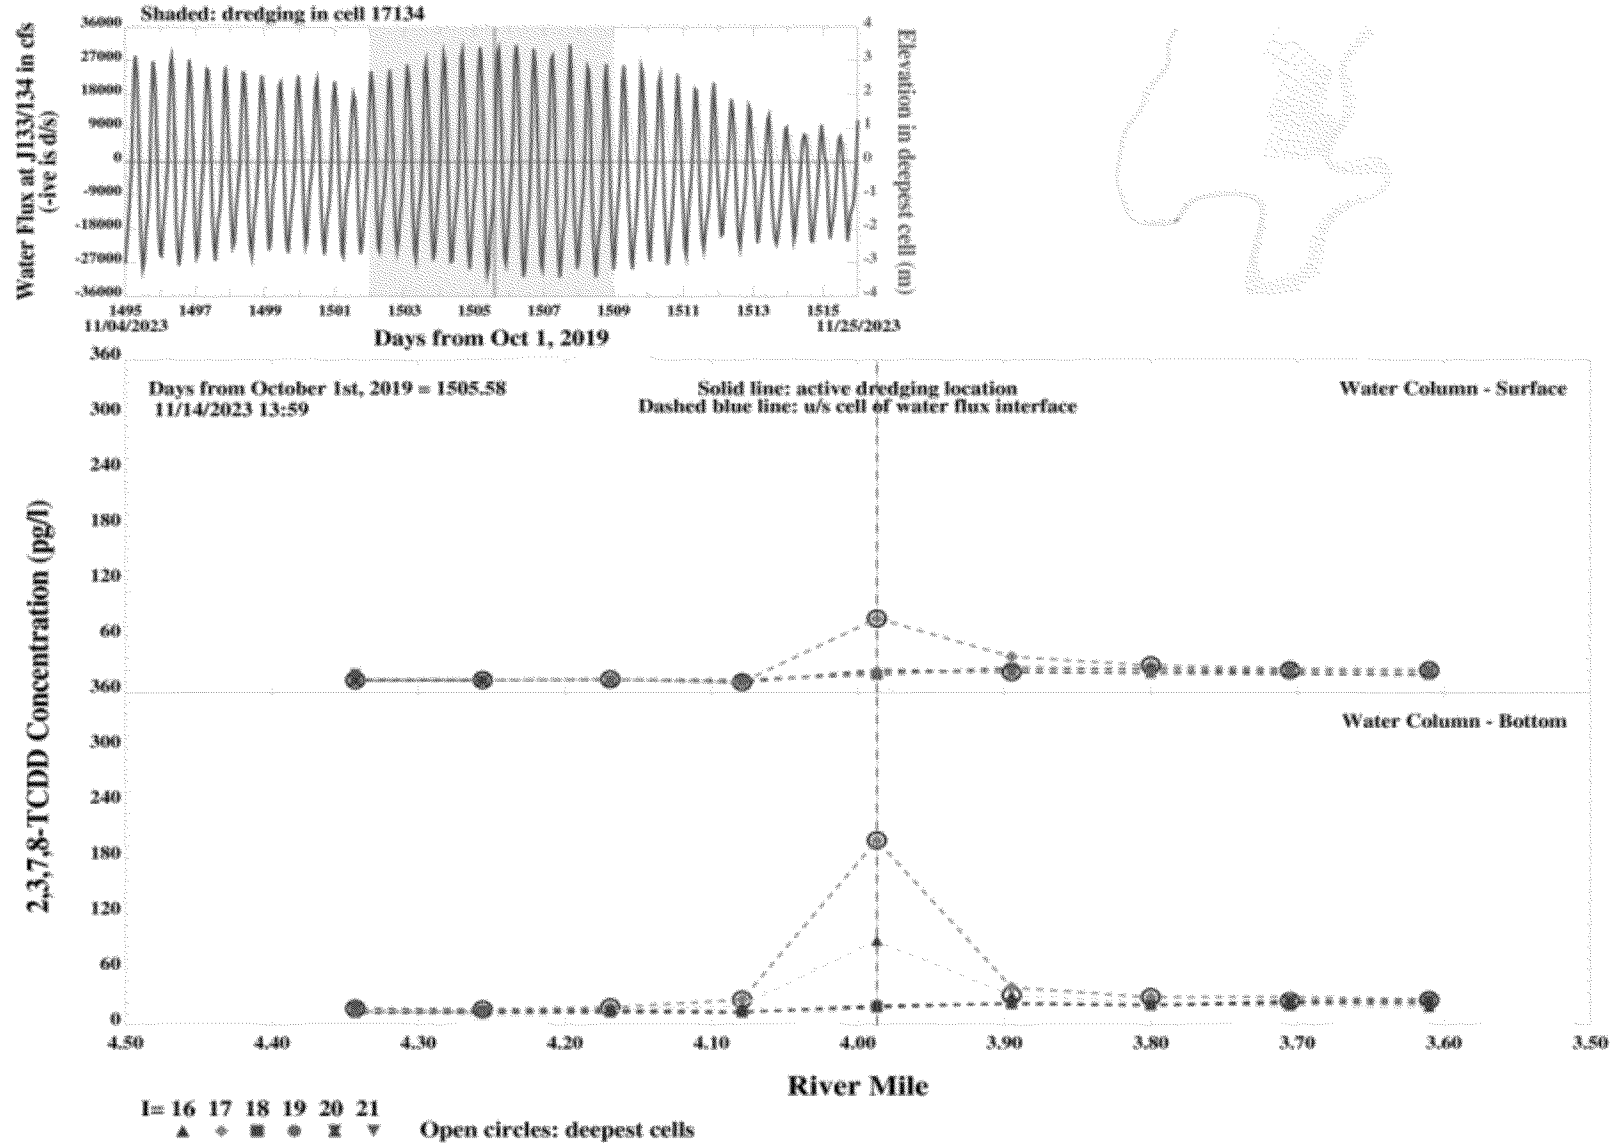 Shaded: dredging in cell 17134
Water Flux at J133/134 in cfs
(-ive is d/s)
36000
27000
18000
9000
0
-9000
-18000
-27000
-36000
4
3
2
1
0
-1
-2
-3
-4
Elevation in deepest cell (m)
1495 1497 1499 1501 1503 1505 1507 1509 1511 1513 1515
11/04/2023 11/25/2023
Days from Oct 1, 2019
2,3,7,8-TCDD Concentration (pg/l)
360
Days from October 1st, 2019 = 1505.58
11/14/2023 13:59
Solid line: active dredging location
Dashed blue line: u/s cell of water flux interface
Water Column - Surface
300
240
180
120
60
360
Water Column - Bottom
300
240
180
120
60
0
4.50 4.40 4.30 4.20 4.10 4.00 3.90 3.80 3.70 3.60 3.50
River Mile
I= 16 17 18 19 20 21
Open circles: deepest cells